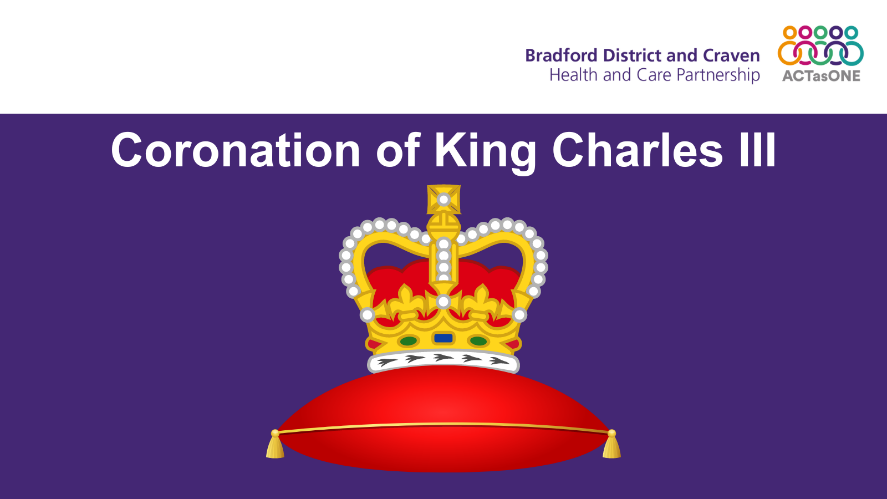 Bradford District and Craven
Health and Care Partnership
ACTasONE
Coronation of King Charles III